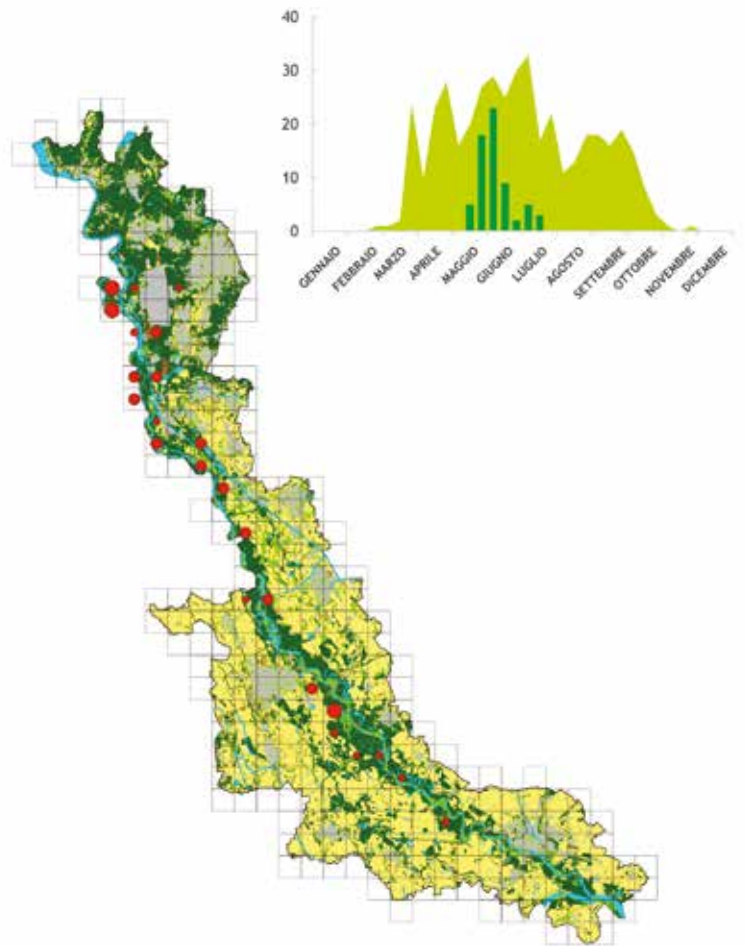 40
30
20
10
0
GENNAIO
FEBBRAIO
MARZO
APRILE
MAGGIO
GIUGNO
LUGLIO
AGOSTO
SETTEMBRE
OTTOBRE
NOVEMBRE
DICEMBRE